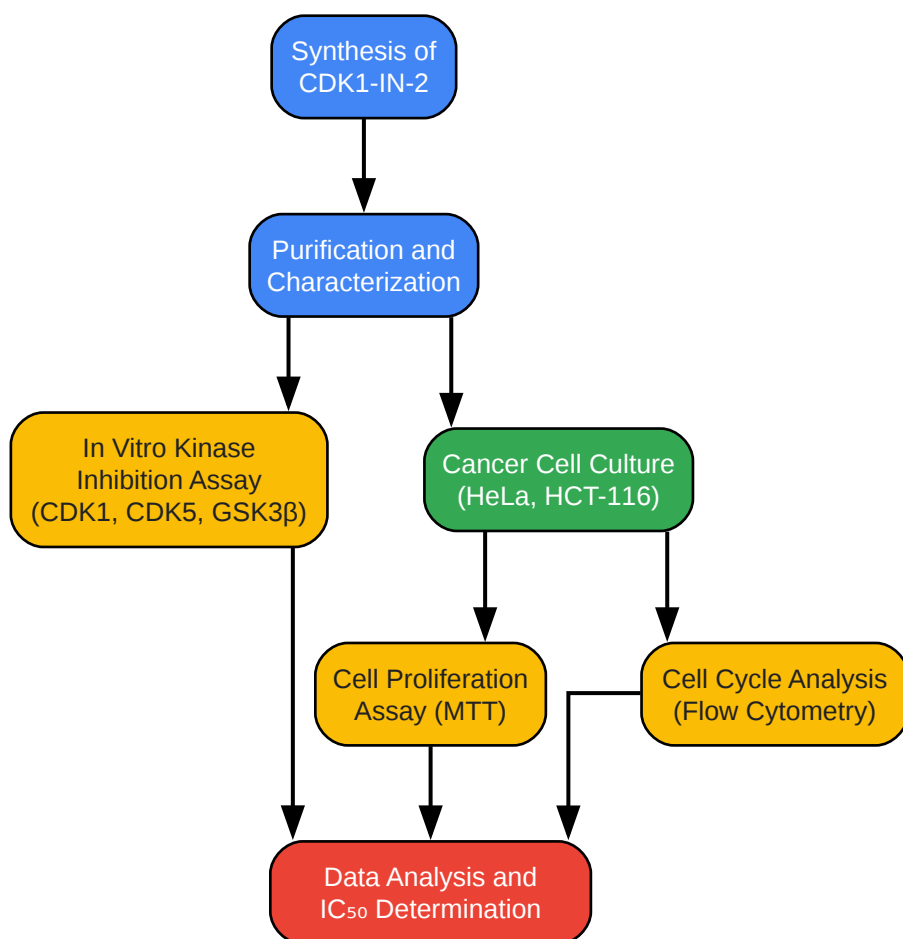 Synthesis of
CDK1-IN-2
Purification and
Characterization
In Vitro Kinase
Inhibition Assay
(CDK1, CDK5, GSK3β)
Cancer Cell Culture
(HeLa, HCT-116)
Cell Proliferation
Assay (MTT)
Cell Cycle Analysis
(Flow Cytometry)
Data Analysis and
IC₅₀ Determination